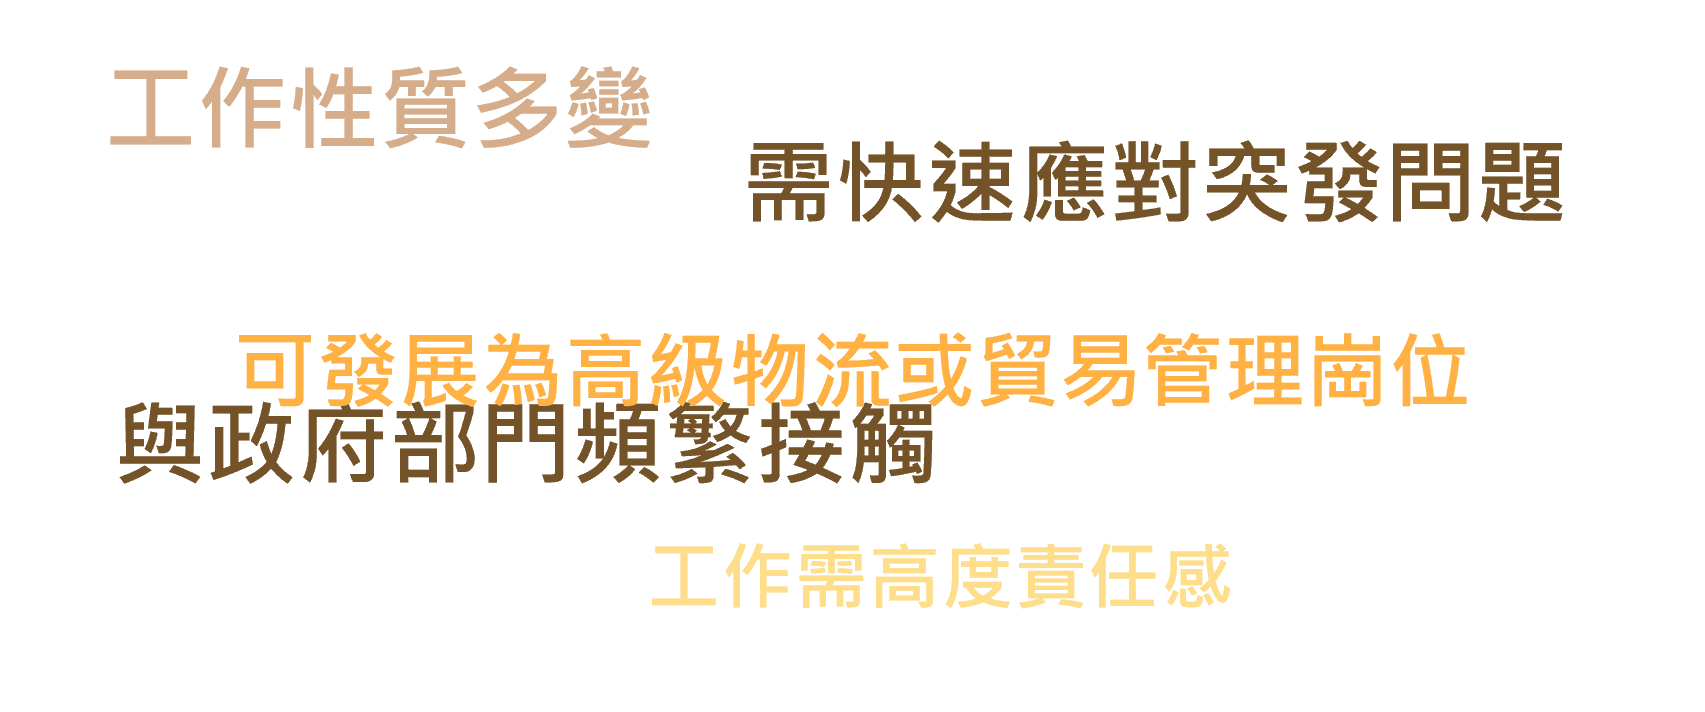 工作性質多變
需快速應對突發問題
可發展為高級物流或貿易管理崗位
與政府部門頻繁接觸
工作需高度責任感